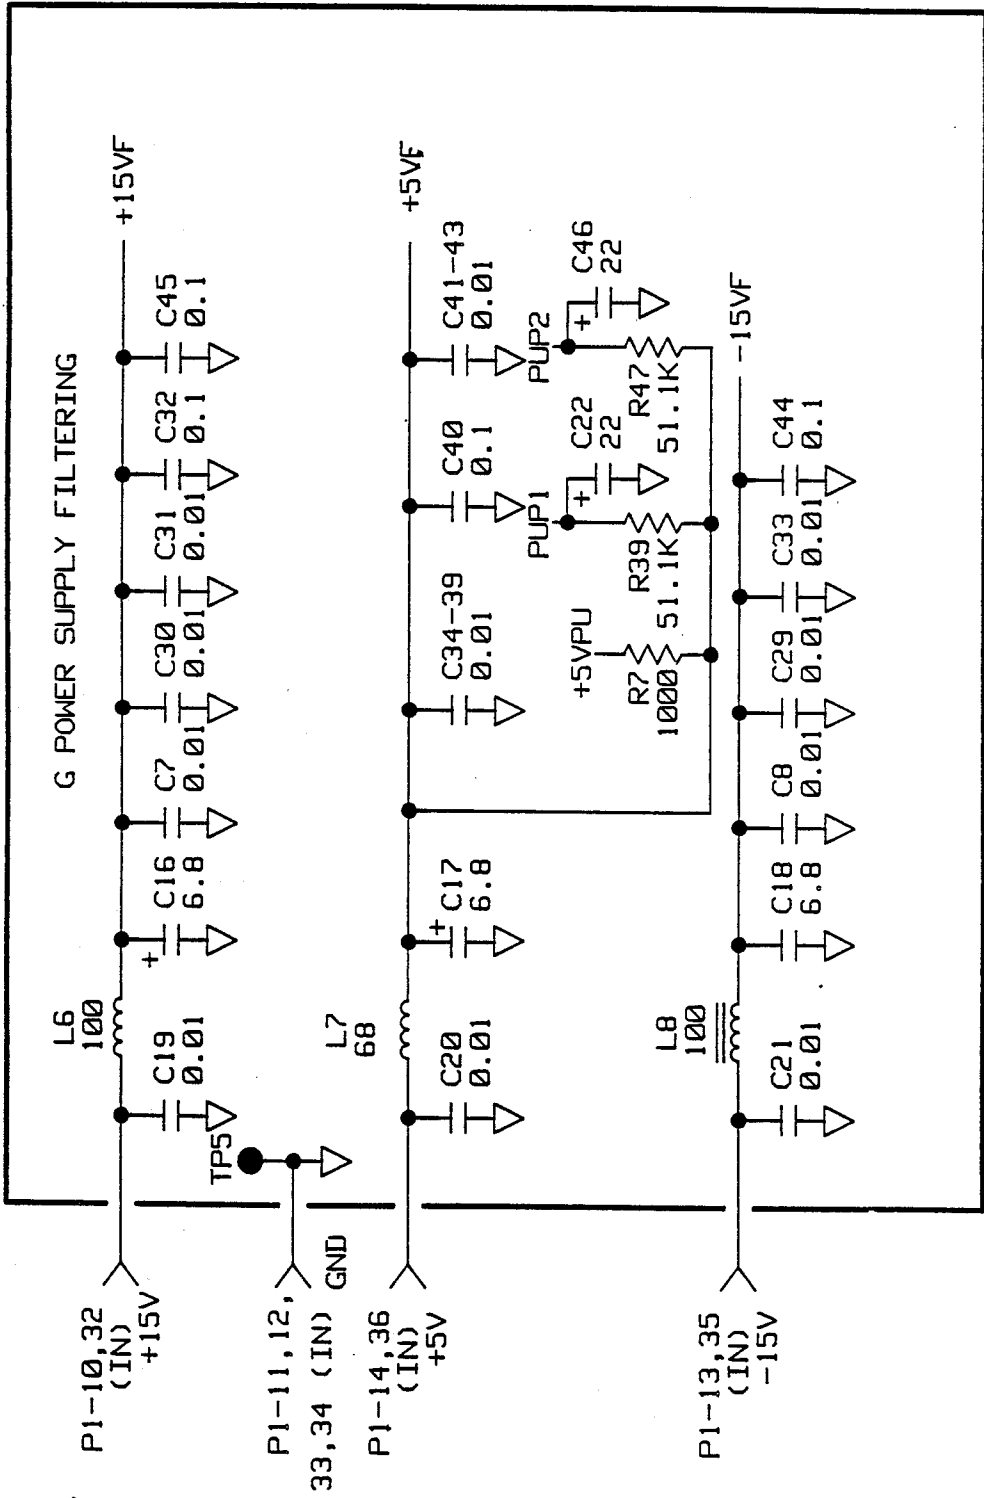 G POWER SUPPLY FILTERING
P1-10,32
(IN)
+15V
L6
100
C19
0.01
C16
6.8
+
C7
0.01
C30
0.01
C31
0.01
C32
0.1
C45
0.1
+15VF
TP5
P1-11,12,
33,34 (IN)
GND
P1-14,36
(IN)
+5V
L7
68
C20
0.01
C17
6.8
+
C34-39
0.01
C40
0.1
C41-43
0.01
+5VF
+5VPU
R7
1000
PUP1
C22
22
+
R39
51.1K
PUP2
C46
22
+
R47
51.1K
P1-13,35
(IN)
-15V
L8
100
C21
0.01
C18
6.8
C8
0.01
C29
0.01
C33
0.01
C44
0.1
-15VF